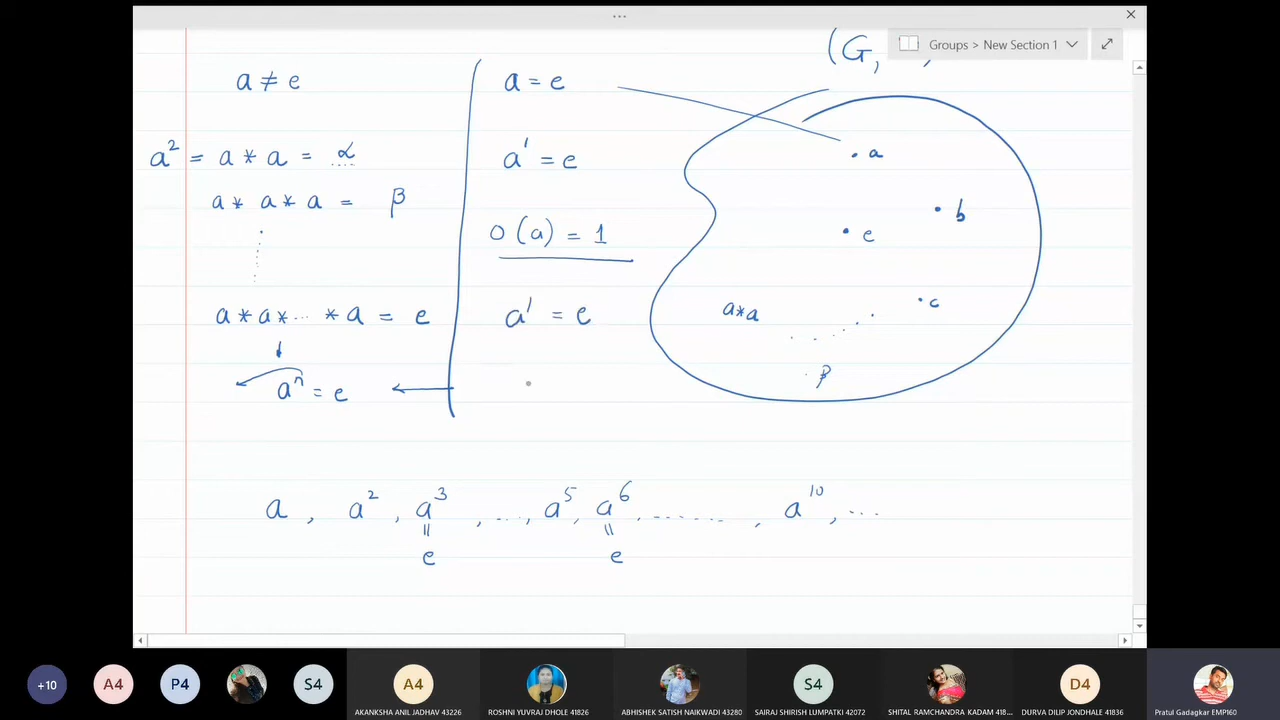 Groups > New Section 1
(G, *)
a ≠ e
a² = a * a = α
a * a * a = β
a * a * ... * a = e
aⁿ = e
a = e
a' = e
O(a) = 1
a' = e
a
b
e
c
a*a
β
a, a², a³, ..., a⁵, a⁶, ......., a¹⁰, ...
= e
= e
+10
A4
P4
S4
A4
S4
D4
AKANKSHA ANIL JADHAV 43226
ROSHNI YUVRAJ DHOLE 41826
ABHISHEK SATISH NAIKWADI 43280
SAIRAJ SHIRISH LUMPATKI 42072
SHITAL RAMCHANDRA KADAM 418...
DURVA DILIP JONDHALE 41836
Pratul Gadagkar EMP160